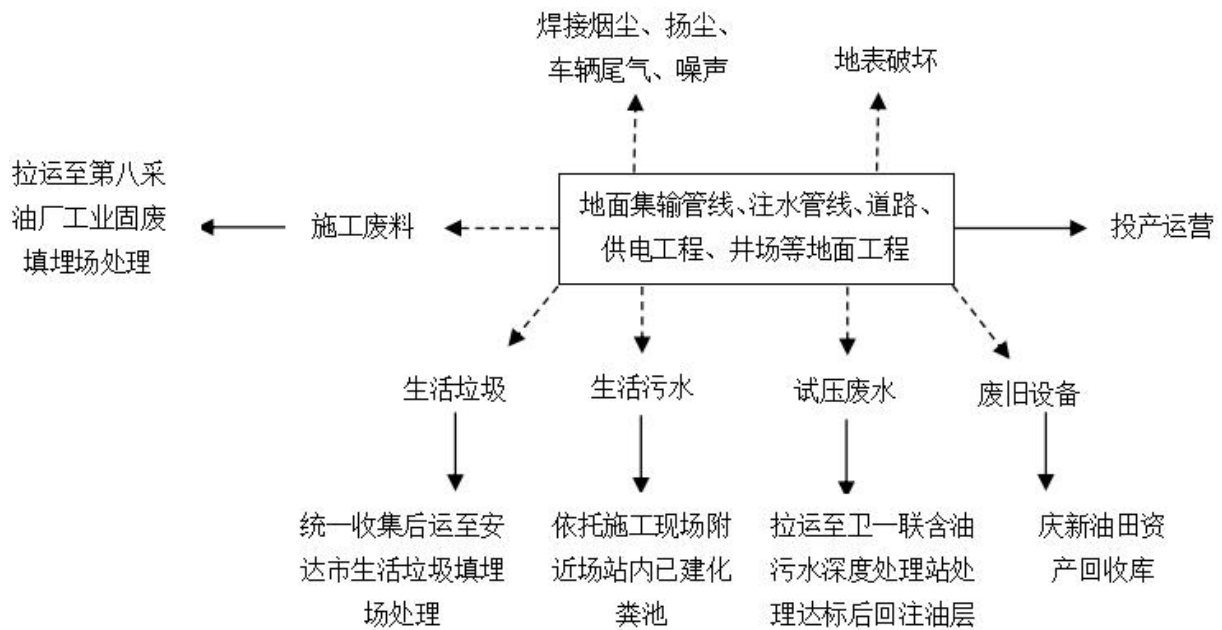 焊接烟尘、扬尘、
车辆尾气、噪声
地表破坏
拉运至第八采
油厂工业固废
填埋场处理
施工废料
地面集输管线、注水管线、道路、
供电工程、井场等地面工程
投产运营
生活垃圾
生活污水
试压废水
废旧设备
统一收集后运至安
达市生活垃圾填埋
场处理
依托施工现场附
近场站内已建化
粪池
拉运至卫一联含油
污水深度处理站处
理达标后回注油层
庆新油田资
产回收库